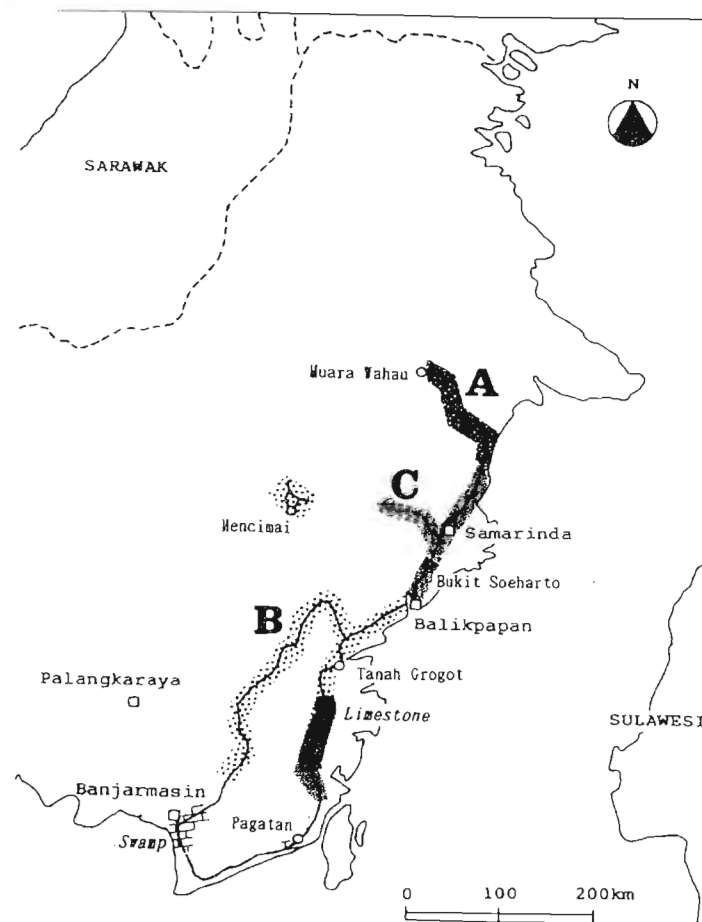 N
SARAWAK
Muara Wahau
A
C
Mencimai
Samarinda
Bukit Soeharto
B
Balikpapan
Tanah Grogot
Palangkaraya
Limestone
SULAWESI
Banjarmasin
Swamp
Pagatan
0 100 200km